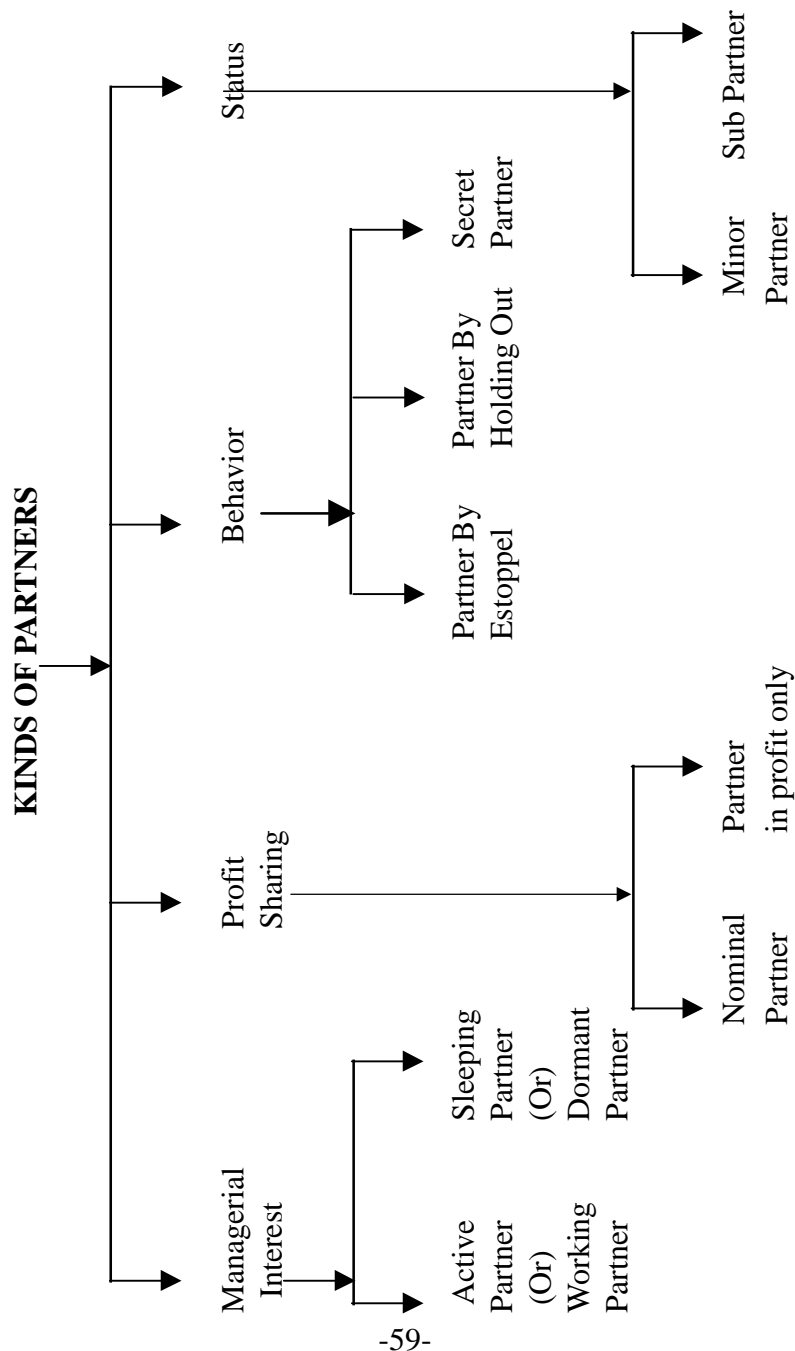 KINDS OF PARTNERS
Managerial
Interest
Profit
Sharing
Behavior
Status
Active
Partner
(Or)
Working
Partner
Sleeping
Partner
(Or)
Dormant
Partner
Nominal
Partner
Partner
in profit only
Partner By
Estoppel
Partner By
Holding Out
Secret
Partner
Minor
Partner
Sub Partner
-59-